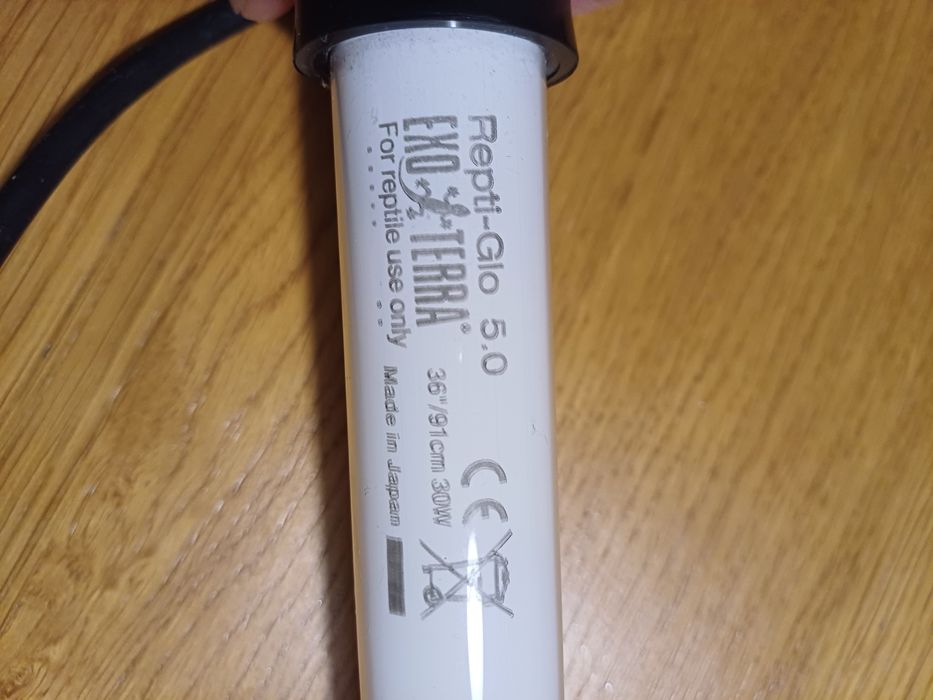 Repti-Glo 5.0
EXO TERRA®
For reptile use only
36"/91cm 30W
Made in Japan
CE